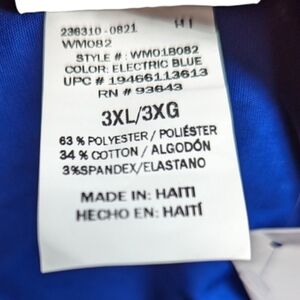 236310-0821
WM082
STYLE # : WM018082
COLOR: ELECTRIC BLUE
UPC # 19466113613
RN # 93643
3XL/3XG
63 % POLYESTER / POLIÉSTER
34 % COTTON / ALGODÓN
3%SPANDEX/ELASTANO
MADE IN: HAITI
HECHO EN: HAITÍ